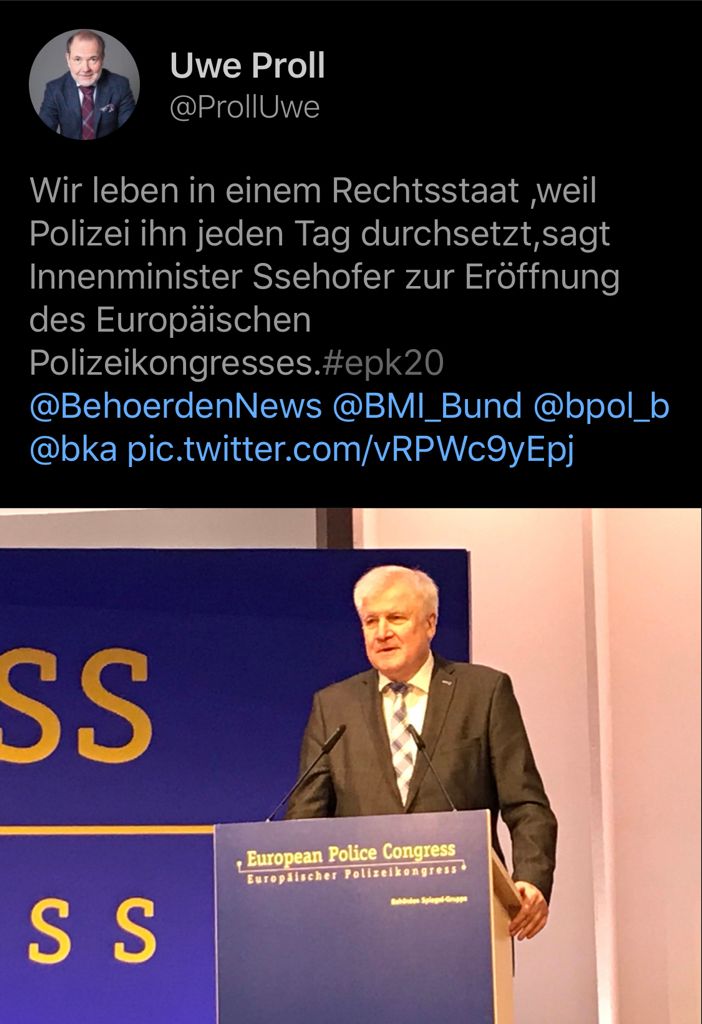 Uwe Proll
@ProllUwe
Wir leben in einem Rechtsstaat ,weil
Polizei ihn jeden Tag durchsetzt,sagt
Innenminister Ssehofer zur Eröffnung
des Europäischen
Polizeikongresses.#epk20
@BehoerdenNews @BMI_Bund @bpol_b
@bka pic.twitter.com/vRPWc9yEpj
SS
S S
European Police Congress
Europäischer Polizeikongress
Behörden Spiegel-Gruppe